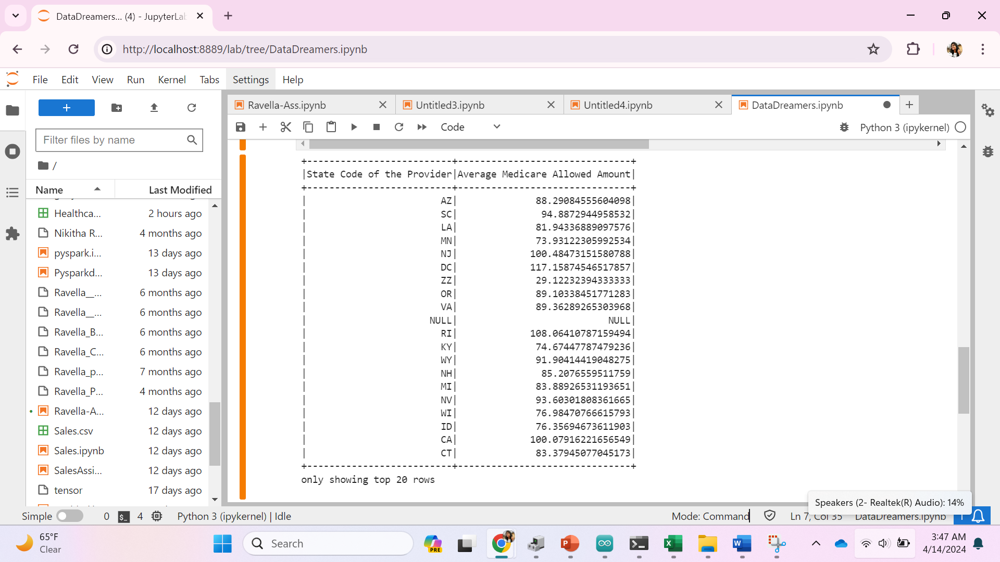 DataDreamers... (4) - JupyterLa
http://localhost:8889/lab/tree/DataDreamers.ipynb
File Edit View Run Kernel Tabs Settings Help
Ravella-Ass.ipynb Untitled3.ipynb Untitled4.ipynb DataDreamers.ipynb
Code Python 3 (ipykernel)
Filter files by name
/
Name Last Modified
Healthca... 2 hours ago
Nikitha R... 4 months ago
pyspark.i... 13 days ago
Pysparkd... 13 days ago
Ravella__... 6 months ago
Ravella__... 6 months ago
Ravella_B... 6 months ago
Ravella_C... 6 months ago
Ravella_p... 7 months ago
Ravella_P... 4 months ago
Ravella-A... 12 days ago
Sales.csv 12 days ago
Sales.ipynb 12 days ago
SalesAssi... 12 days ago
tensor 17 days ago
+--------------------------+-------------------------------+
|State Code of the Provider|Average Medicare Allowed Amount|
+--------------------------+-------------------------------+
| AZ| 88.29084555604098|
| SC| 94.8872944958532|
| LA| 81.94336889097576|
| MN| 73.93122305992534|
| NJ| 100.48473151580788|
| DC| 117.15874546517857|
| ZZ| 29.12232394333333|
| OR| 89.10338451771283|
| VA| 89.36289265303968|
| NULL| NULL|
| RI| 108.06410787159494|
| KY| 74.67447787479236|
| WY| 91.90414419048275|
| NH| 85.2076559511759|
| MI| 83.88926531193651|
| NV| 93.60301808361665|
| WI| 76.98470766615793|
| ID| 76.35694673611903|
| CA| 100.07916221656549|
| CT| 83.37945077045173|
+--------------------------+-------------------------------+
only showing top 20 rows
Speakers (2- Realtek(R) Audio): 14%
Simple 0 $_ 4 Python 3 (ipykernel) | Idle Mode: Command Ln 7, Col 35 DataDreamers.ipynb 1
65°F
Clear
Search
PRE
3:47 AM
4/14/2024